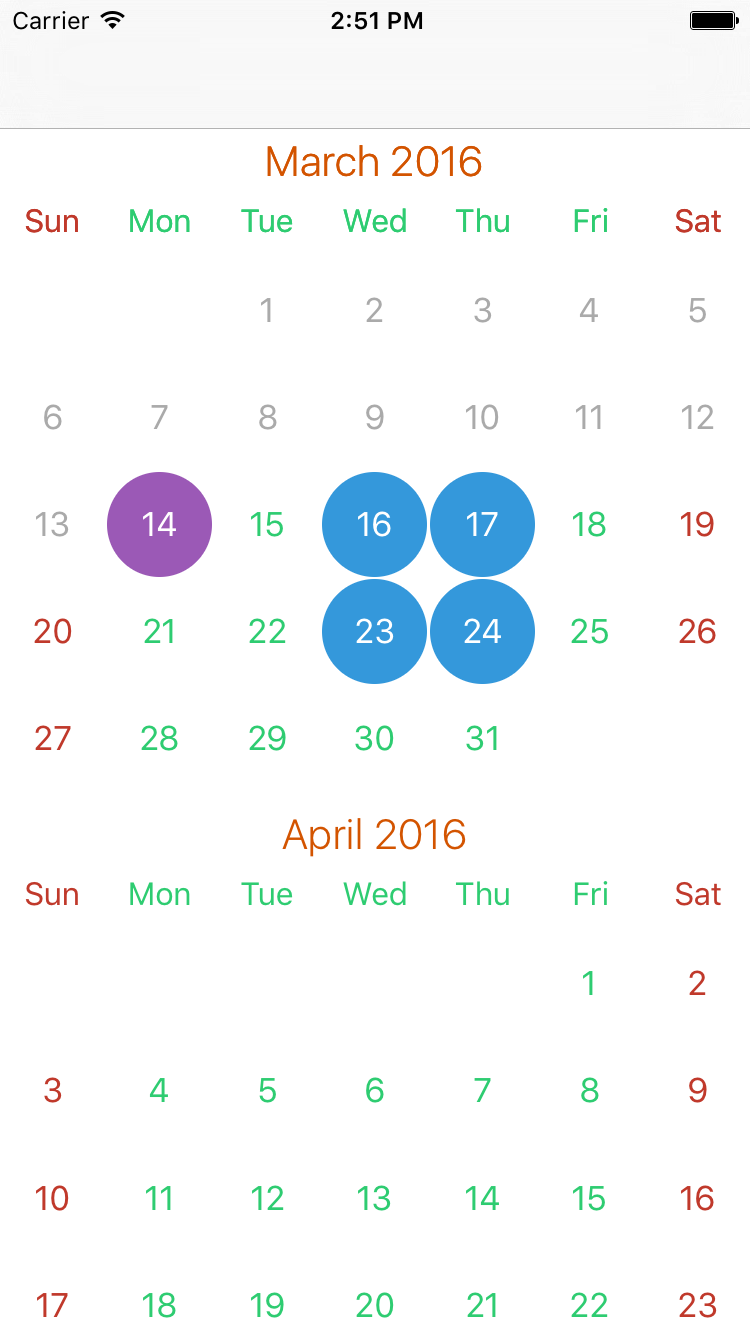 Carrier 2:51 PM
March 2016
Sun Mon Tue Wed Thu Fri Sat
1 2 3 4 5
6 7 8 9 10 11 12
13 14 15 16 17 18 19
20 21 22 23 24 25 26
27 28 29 30 31
April 2016
Sun Mon Tue Wed Thu Fri Sat
1 2
3 4 5 6 7 8 9
10 11 12 13 14 15 16
17 18 19 20 21 22 23